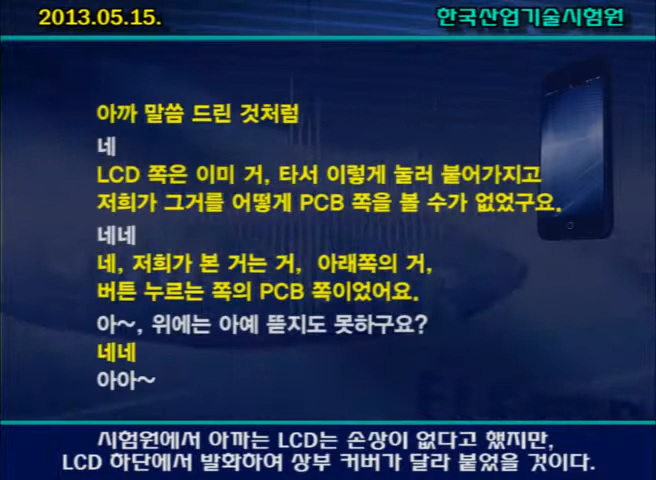 2013.05.15.
한국산업기술시험원
아까 말씀 드린 것처럼
네
LCD 쪽은 이미 거, 타서 이렇게 눌러 붙어가지고
저희가 그거를 어떻게 PCB 쪽을 볼 수가 없었구요.
네네
네, 저희가 본 거는 거, 아래쪽의 거,
버튼 누르는 쪽의 PCB 쪽이었어요.
아~, 위에는 아예 뜯지도 못하구요?
네네
아아~
시험원에서 아까는 LCD는 손상이 없다고 했지만,
LCD 하단에서 발화하여 상부 커버가 달라 붙었을 것이다.